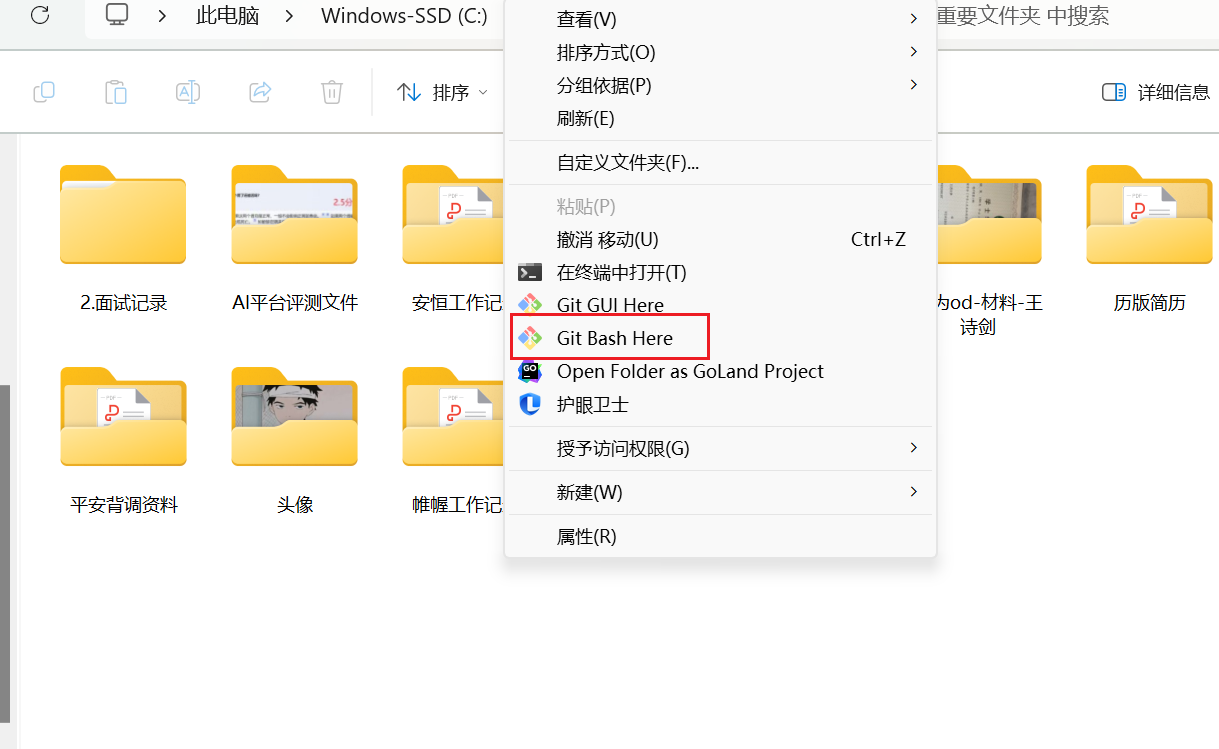 此电脑
Windows-SSD (C:)
重要文件夹 中搜索
排序
详细信息
查看(V)
排序方式(O)
分组依据(P)
刷新(E)
自定义文件夹(F)...
粘贴(P)
撤消 移动(U) Ctrl+Z
在终端中打开(T)
Git GUI Here
Git Bash Here
Open Folder as GoLand Project
护眼卫士
授予访问权限(G)
新建(W)
属性(R)
2.面试记录
AI平台评测文件
安恒工作记
为od-材料-王
诗剑
历版简历
平安背调资料
头像
帷幄工作记
2.5分
PDF
PDF
PDF
PDF